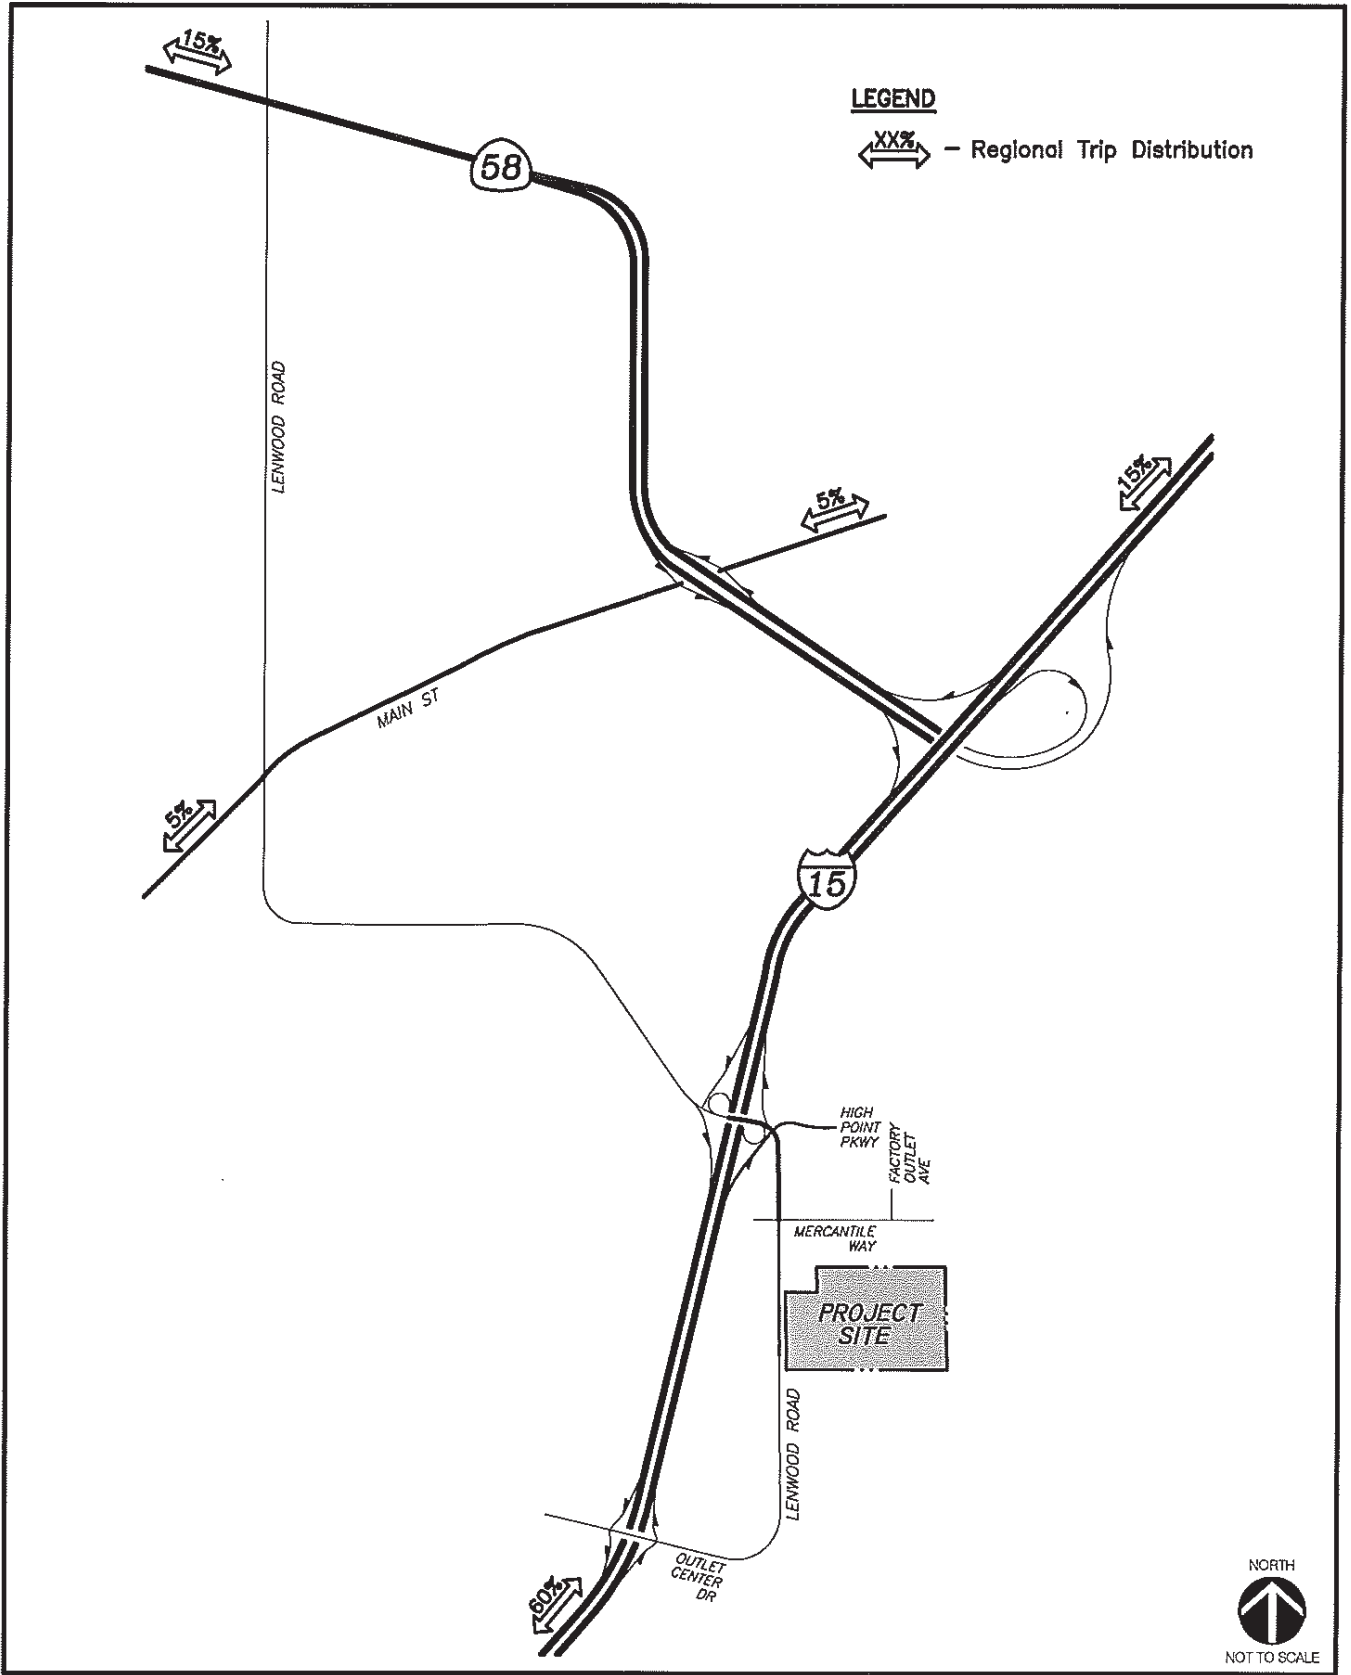 15%
LEGEND
XX% - Regional Trip Distribution
58
LENWOOD ROAD
15%
5%
MAIN ST
5%
15
HIGH
POINT
PKWY
FACTORY
OUTLET
AVE
MERCANTILE
WAY
PROJECT
SITE
LENWOOD ROAD
OUTLET
CENTER
DR
60%
NORTH
NOT TO SCALE